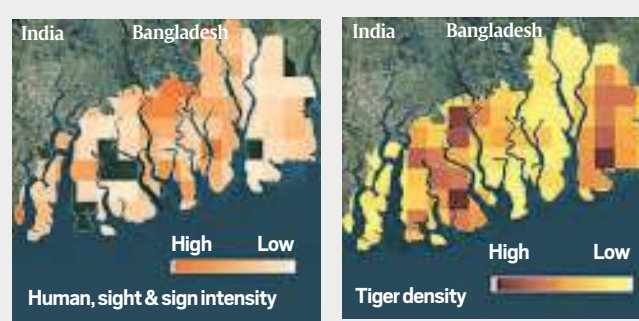 India Bangladesh
High Low
Human, sight & sign intensity
India Bangladesh
High Low
Tiger density